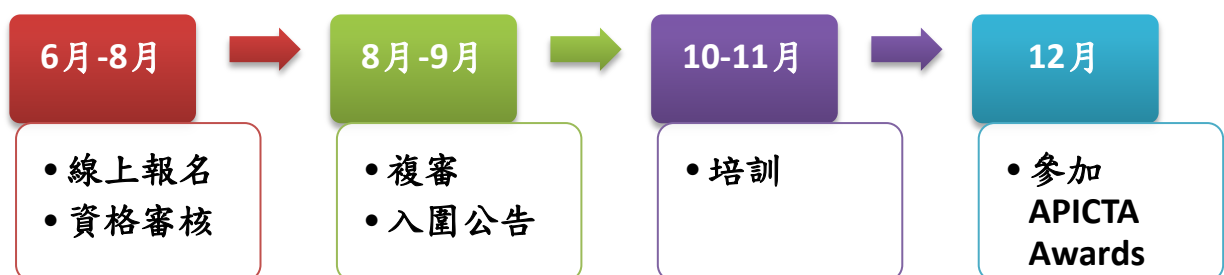 6月-8月
• 線上報名
• 資格審核
8月-9月
• 複審
• 入圍公告
10-11月
• 培訓
12月
• 參加
APICTA
Awards